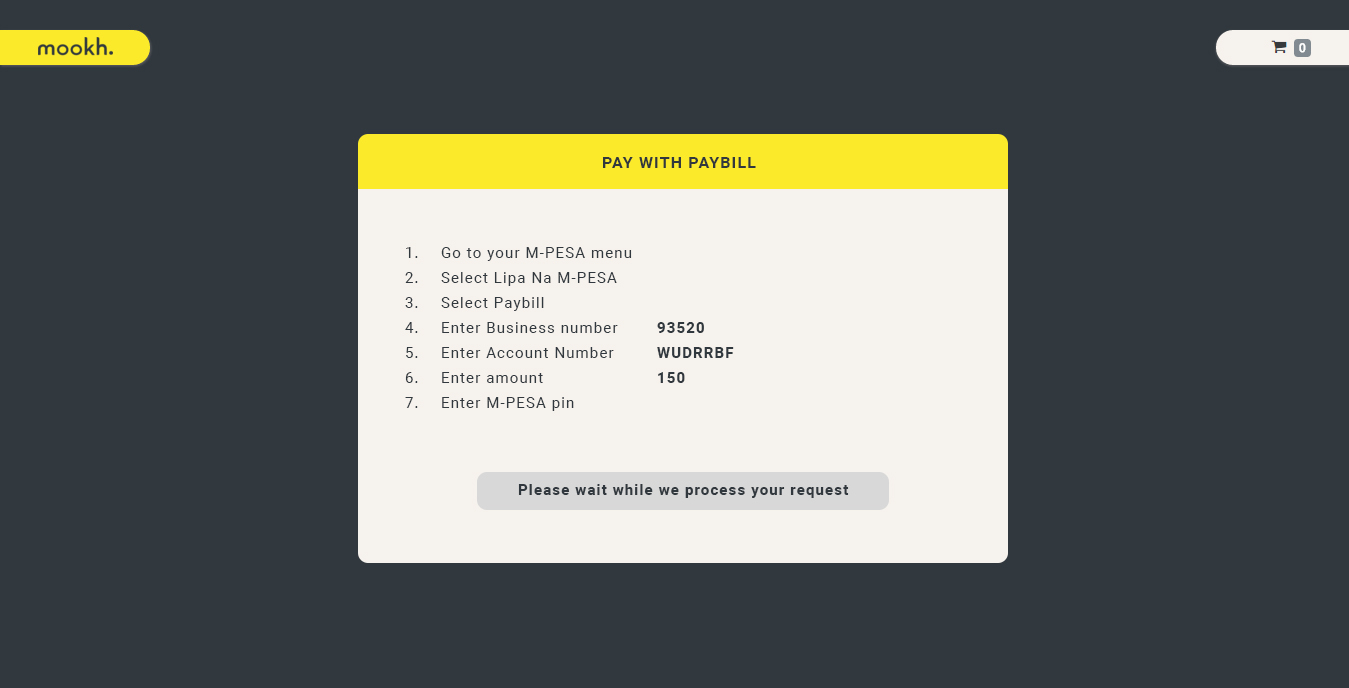 mookh.
0
PAY WITH PAYBILL
1. Go to your M-PESA menu
2. Select Lipa Na M-PESA
3. Select Paybill
4. Enter Business number 93520
5. Enter Account Number WUDRRBF
6. Enter amount 150
7. Enter M-PESA pin
Please wait while we process your request